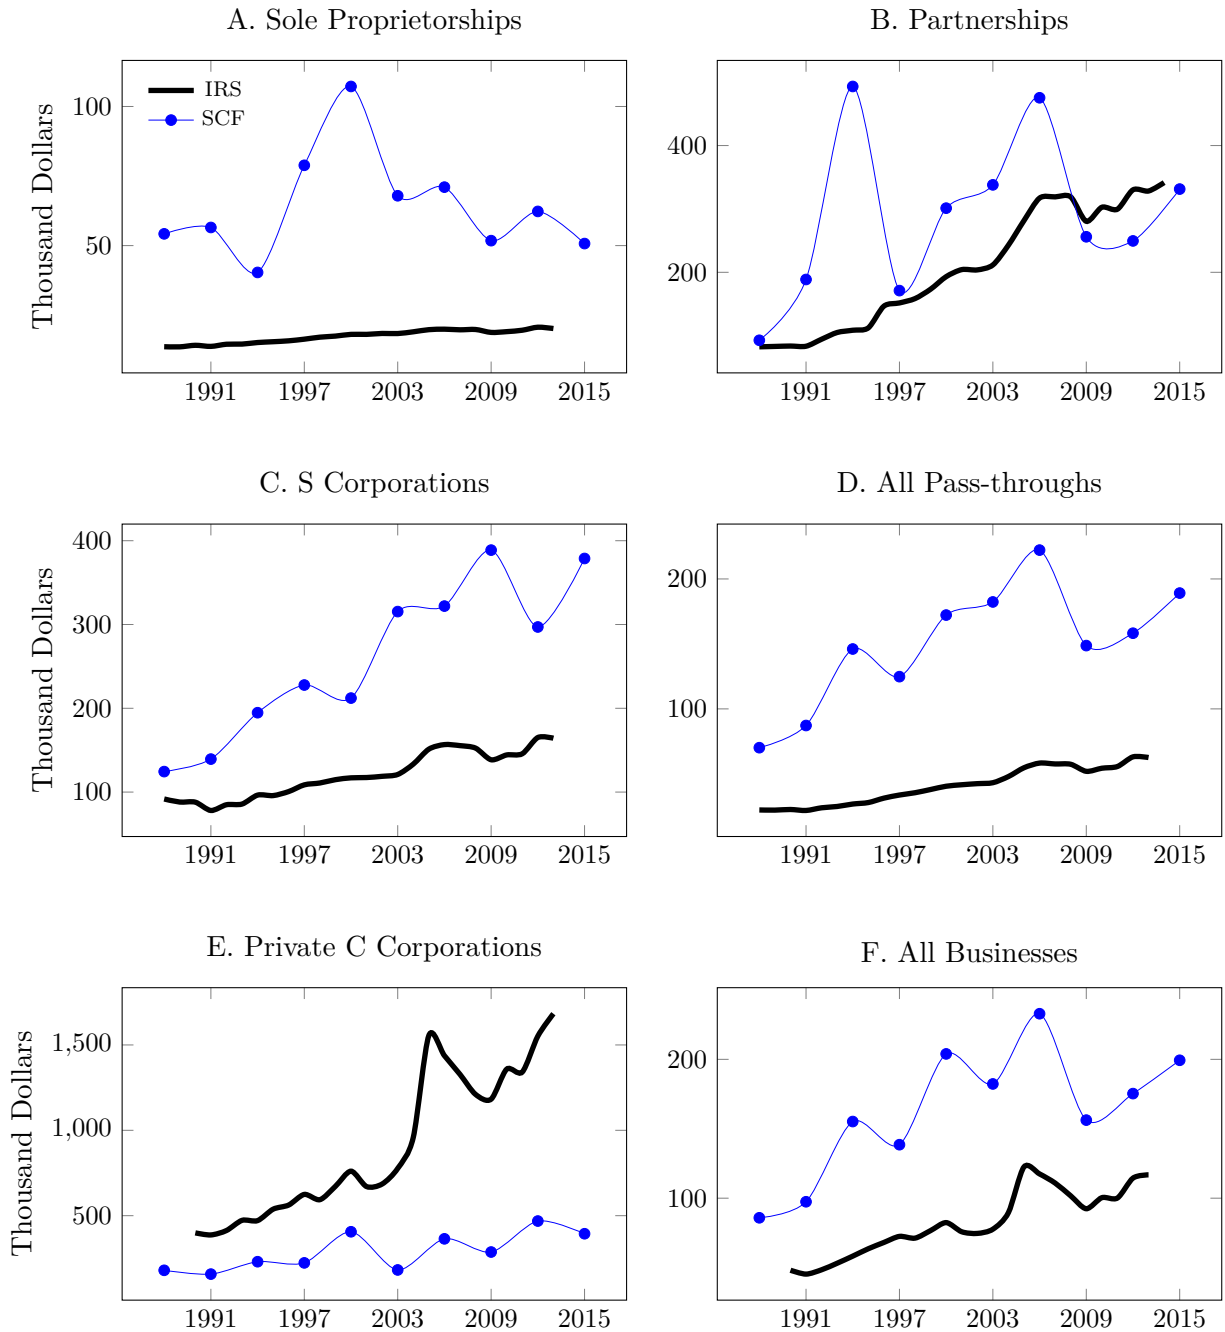 A. Sole Proprietorships
B. Partnerships
IRS
SCF
Thousand Dollars
100
50
400
200
1991 1997 2003 2009 2015
1991 1997 2003 2009 2015
C. S Corporations
D. All Pass-throughs
Thousand Dollars
400
300
200
100
200
100
1991 1997 2003 2009 2015
1991 1997 2003 2009 2015
E. Private C Corporations
F. All Businesses
Thousand Dollars
1,500
1,000
500
200
100
1991 1997 2003 2009 2015
1991 1997 2003 2009 2015